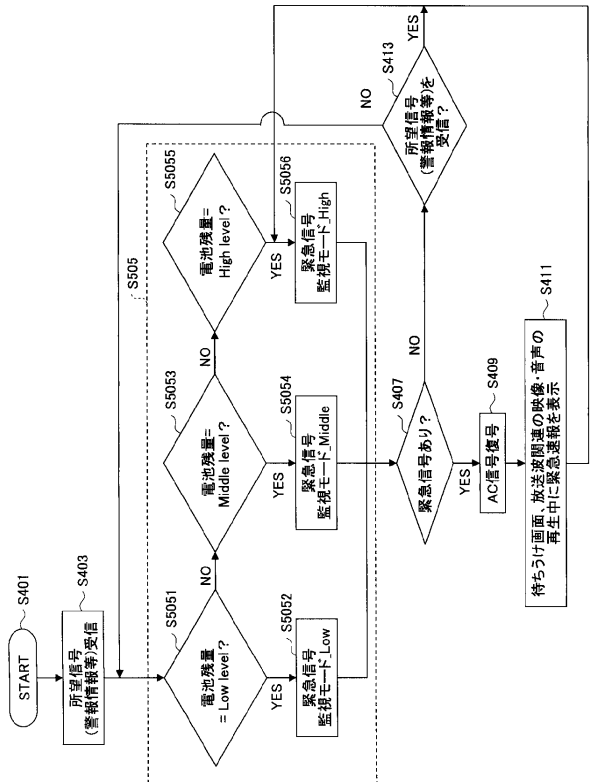 START
S401
所望信号
(警報情報等)受信
S403
S505
電池残量
= Low level?
S5051
NO
YES
緊急信号
監視モード_Low
S5052
電池残量=
Middle level?
S5053
NO
YES
緊急信号
監視モード_Middle
S5054
電池残量=
High level?
S5055
YES
緊急信号
監視モード_High
S5056
緊急信号あり?
S407
NO
YES
AC信号復号
S409
待ちうけ画面、放送波関連の映像・音声の
再生中に緊急速報を表示
S411
所望信号
(警報情報等)を
受信?
S413
NO
YES